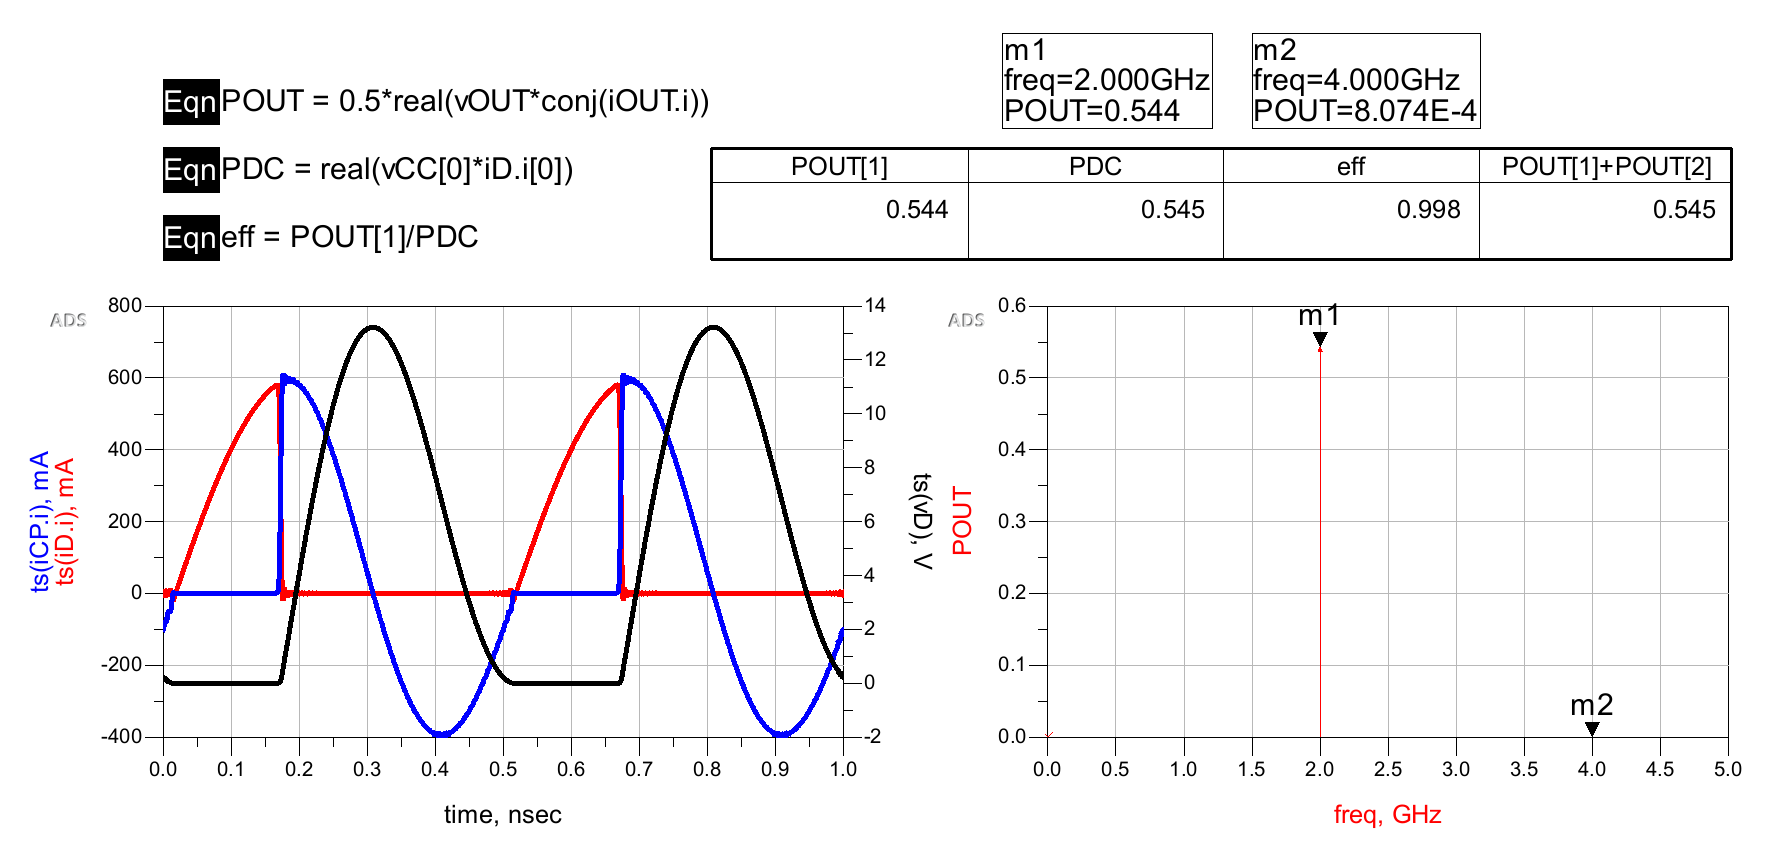 Eqn POUT = 0.5*real(vOUT*conj(iOUT.i))
Eqn PDC = real(vCC[0]*iD.i[0])
Eqn eff = POUT[1]/PDC
m1
freq=2.000GHz
POUT=0.544
m2
freq=4.000GHz
POUT=8.074E-4
POUT[1] PDC eff POUT[1]+POUT[2]
0.544 0.545 0.998 0.545
ADS
800
600
400
200
0
-200
-400
ts(iCP.i), mA
ts(iD.i), mA
14
12
10
8
6
4
2
0
-2
ts(vD), V
0.0 0.1 0.2 0.3 0.4 0.5 0.6 0.7 0.8 0.9 1.0
time, nsec
ADS
0.6
0.5
0.4
0.3
0.2
0.1
0.0
POUT
m1
m2
0.0 0.5 1.0 1.5 2.0 2.5 3.0 3.5 4.0 4.5 5.0
freq, GHz